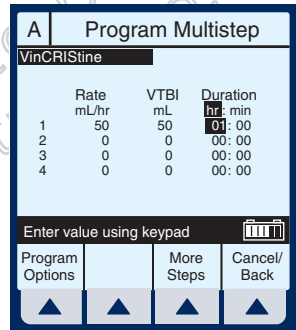 A Program Multistep
VinCRIStine
Rate VTBI Duration
mL/hr mL hr : min
1 50 50 01: 00
2 0 0 00: 00
3 0 0 00: 00
4 0 0 00: 00
Enter value using keypad
Program Options
More Steps
Cancel/ Back